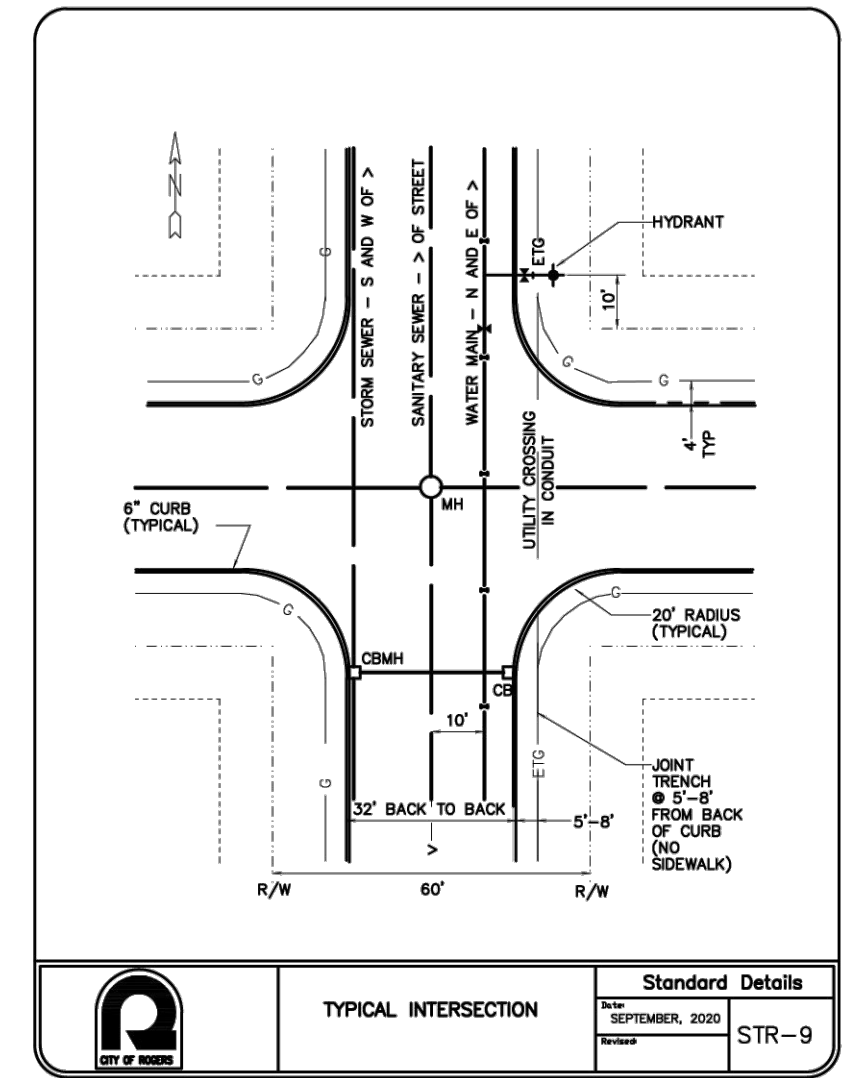 N
STORM SEWER - S AND W OF >
SANITARY SEWER - > OF STREET
WATER MAIN - N AND E OF >
ETG
HYDRANT
10'
G
G
G
G
4'
TYP
UTILITY CROSSING
IN CONDUIT
MH
6" CURB
(TYPICAL)
G
G
20' RADIUS
(TYPICAL)
CBMH
CB
10'
G
ETG
JOINT
TRENCH
@ 5'-8'
FROM BACK
OF CURB
(NO
SIDEWALK)
32' BACK TO BACK
5'-8'
>
R/W
60'
R/W
CITY OF ROGERS
TYPICAL INTERSECTION
Standard Details
Date:
SEPTEMBER, 2020
Revised:
STR-9